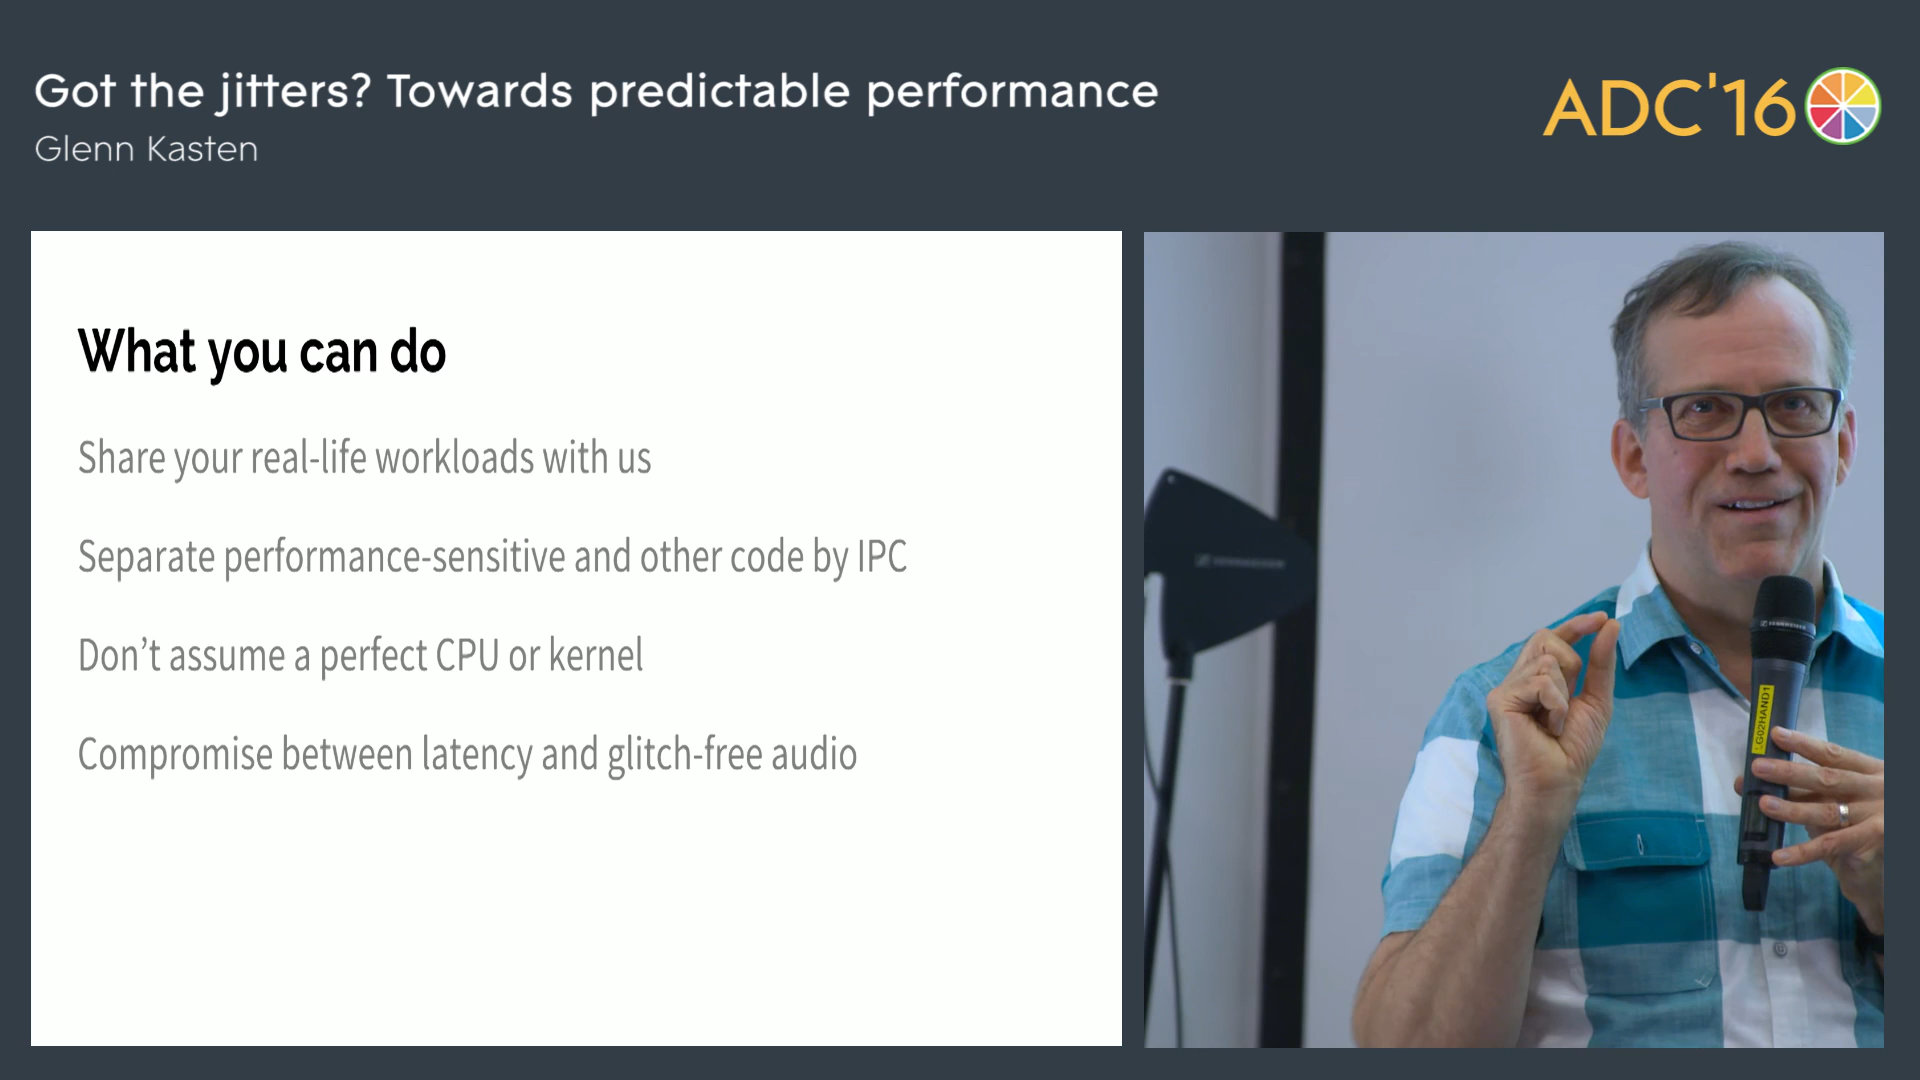 Got the jitters? Towards predictable performance
Glenn Kasten
ADC'16
What you can do
Share your real-life workloads with us
Separate performance-sensitive and other code by IPC
Don’t assume a perfect CPU or kernel
Compromise between latency and glitch-free audio
SENNHEISER
SENNHEISER
G02HAND1